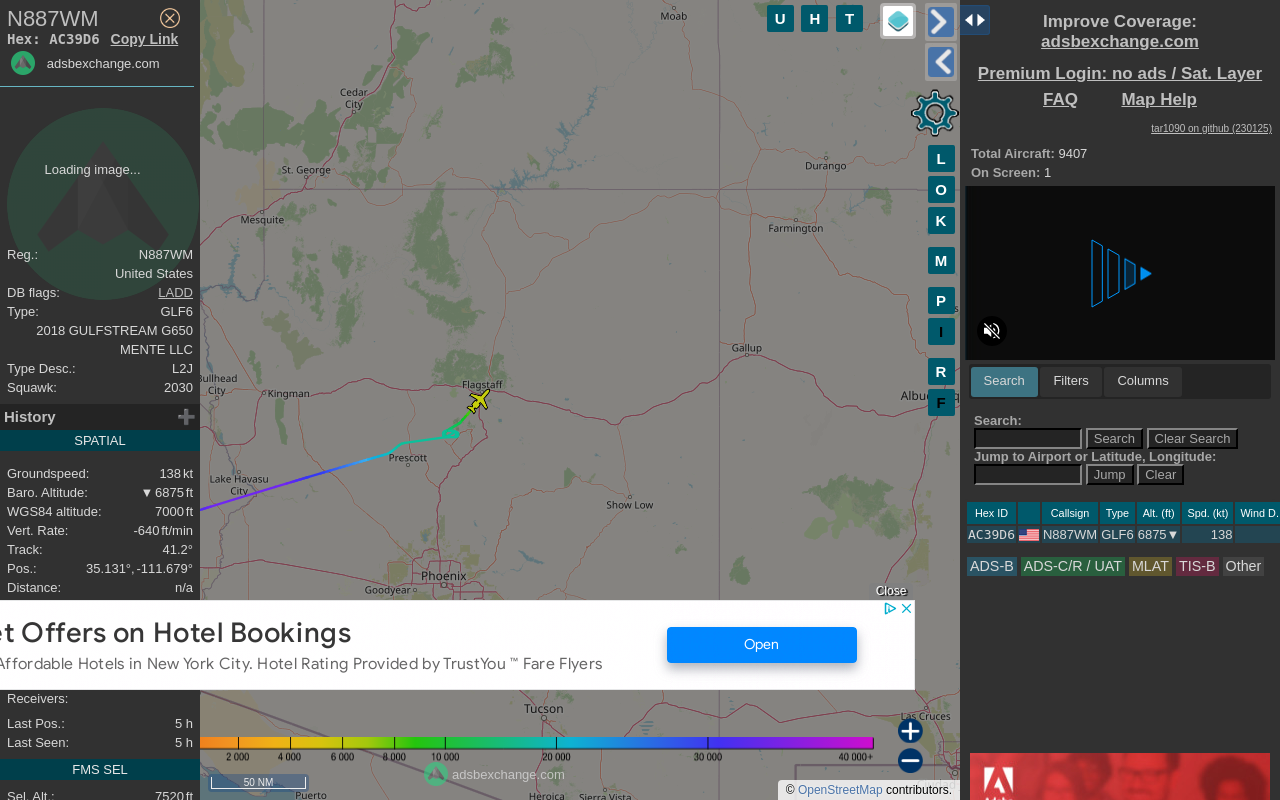 N887WM
Hex: AC39D6 Copy Link
adsbexchange.com
Loading image...
Reg.: N887WM
United States
DB flags: LADD
Type: GLF6
2018 GULFSTREAM G650
MENTE LLC
Type Desc.: L2J
Squawk: 2030
History
SPATIAL
Groundspeed: 138 kt
Baro. Altitude: ▼ 6875 ft
WGS84 altitude: 7000 ft
Vert. Rate: -640 ft/min
Track: 41.2°
Pos.: 35.131°, -111.679°
Distance: n/a
Receivers:
Last Pos.: 5 h
Last Seen: 5 h
FMS SEL
Sel. Alt.: 7520 ft
Moab
Cedar
City
St. George
Durango
Mesquite
Farmington
Gallup
Bullhead
City
Kingman
Flagstaff
Prescott
Lake Havasu
City
Show Low
Phoenix
Goodyear
Tucson
Las Cruces
Puerto
Heroica
Sierra Vista
U H T
L
O
K
M
P
I
R
F
Close
Offers on Hotel Bookings
Affordable Hotels in New York City. Hotel Rating Provided by TrustYou ™ Fare Flyers
Open
2 000 4 000 6 000 8 000 10 000 20 000 30 000 40 000+
adsbexchange.com
50 NM
© OpenStreetMap contributors.
Improve Coverage:
adsbexchange.com
Premium Login: no ads / Sat. Layer
FAQ Map Help
tar1090 on github (230125)
Total Aircraft: 9407
On Screen: 1
Search Filters Columns
Search:
Search Clear Search
Jump to Airport or Latitude, Longitude:
Jump Clear
Hex ID Callsign Type Alt. (ft) Spd. (kt) Wind D.
AC39D6 N887WM GLF6 6875▼ 138
ADS-B ADS-C/R / UAT MLAT TIS-B Other